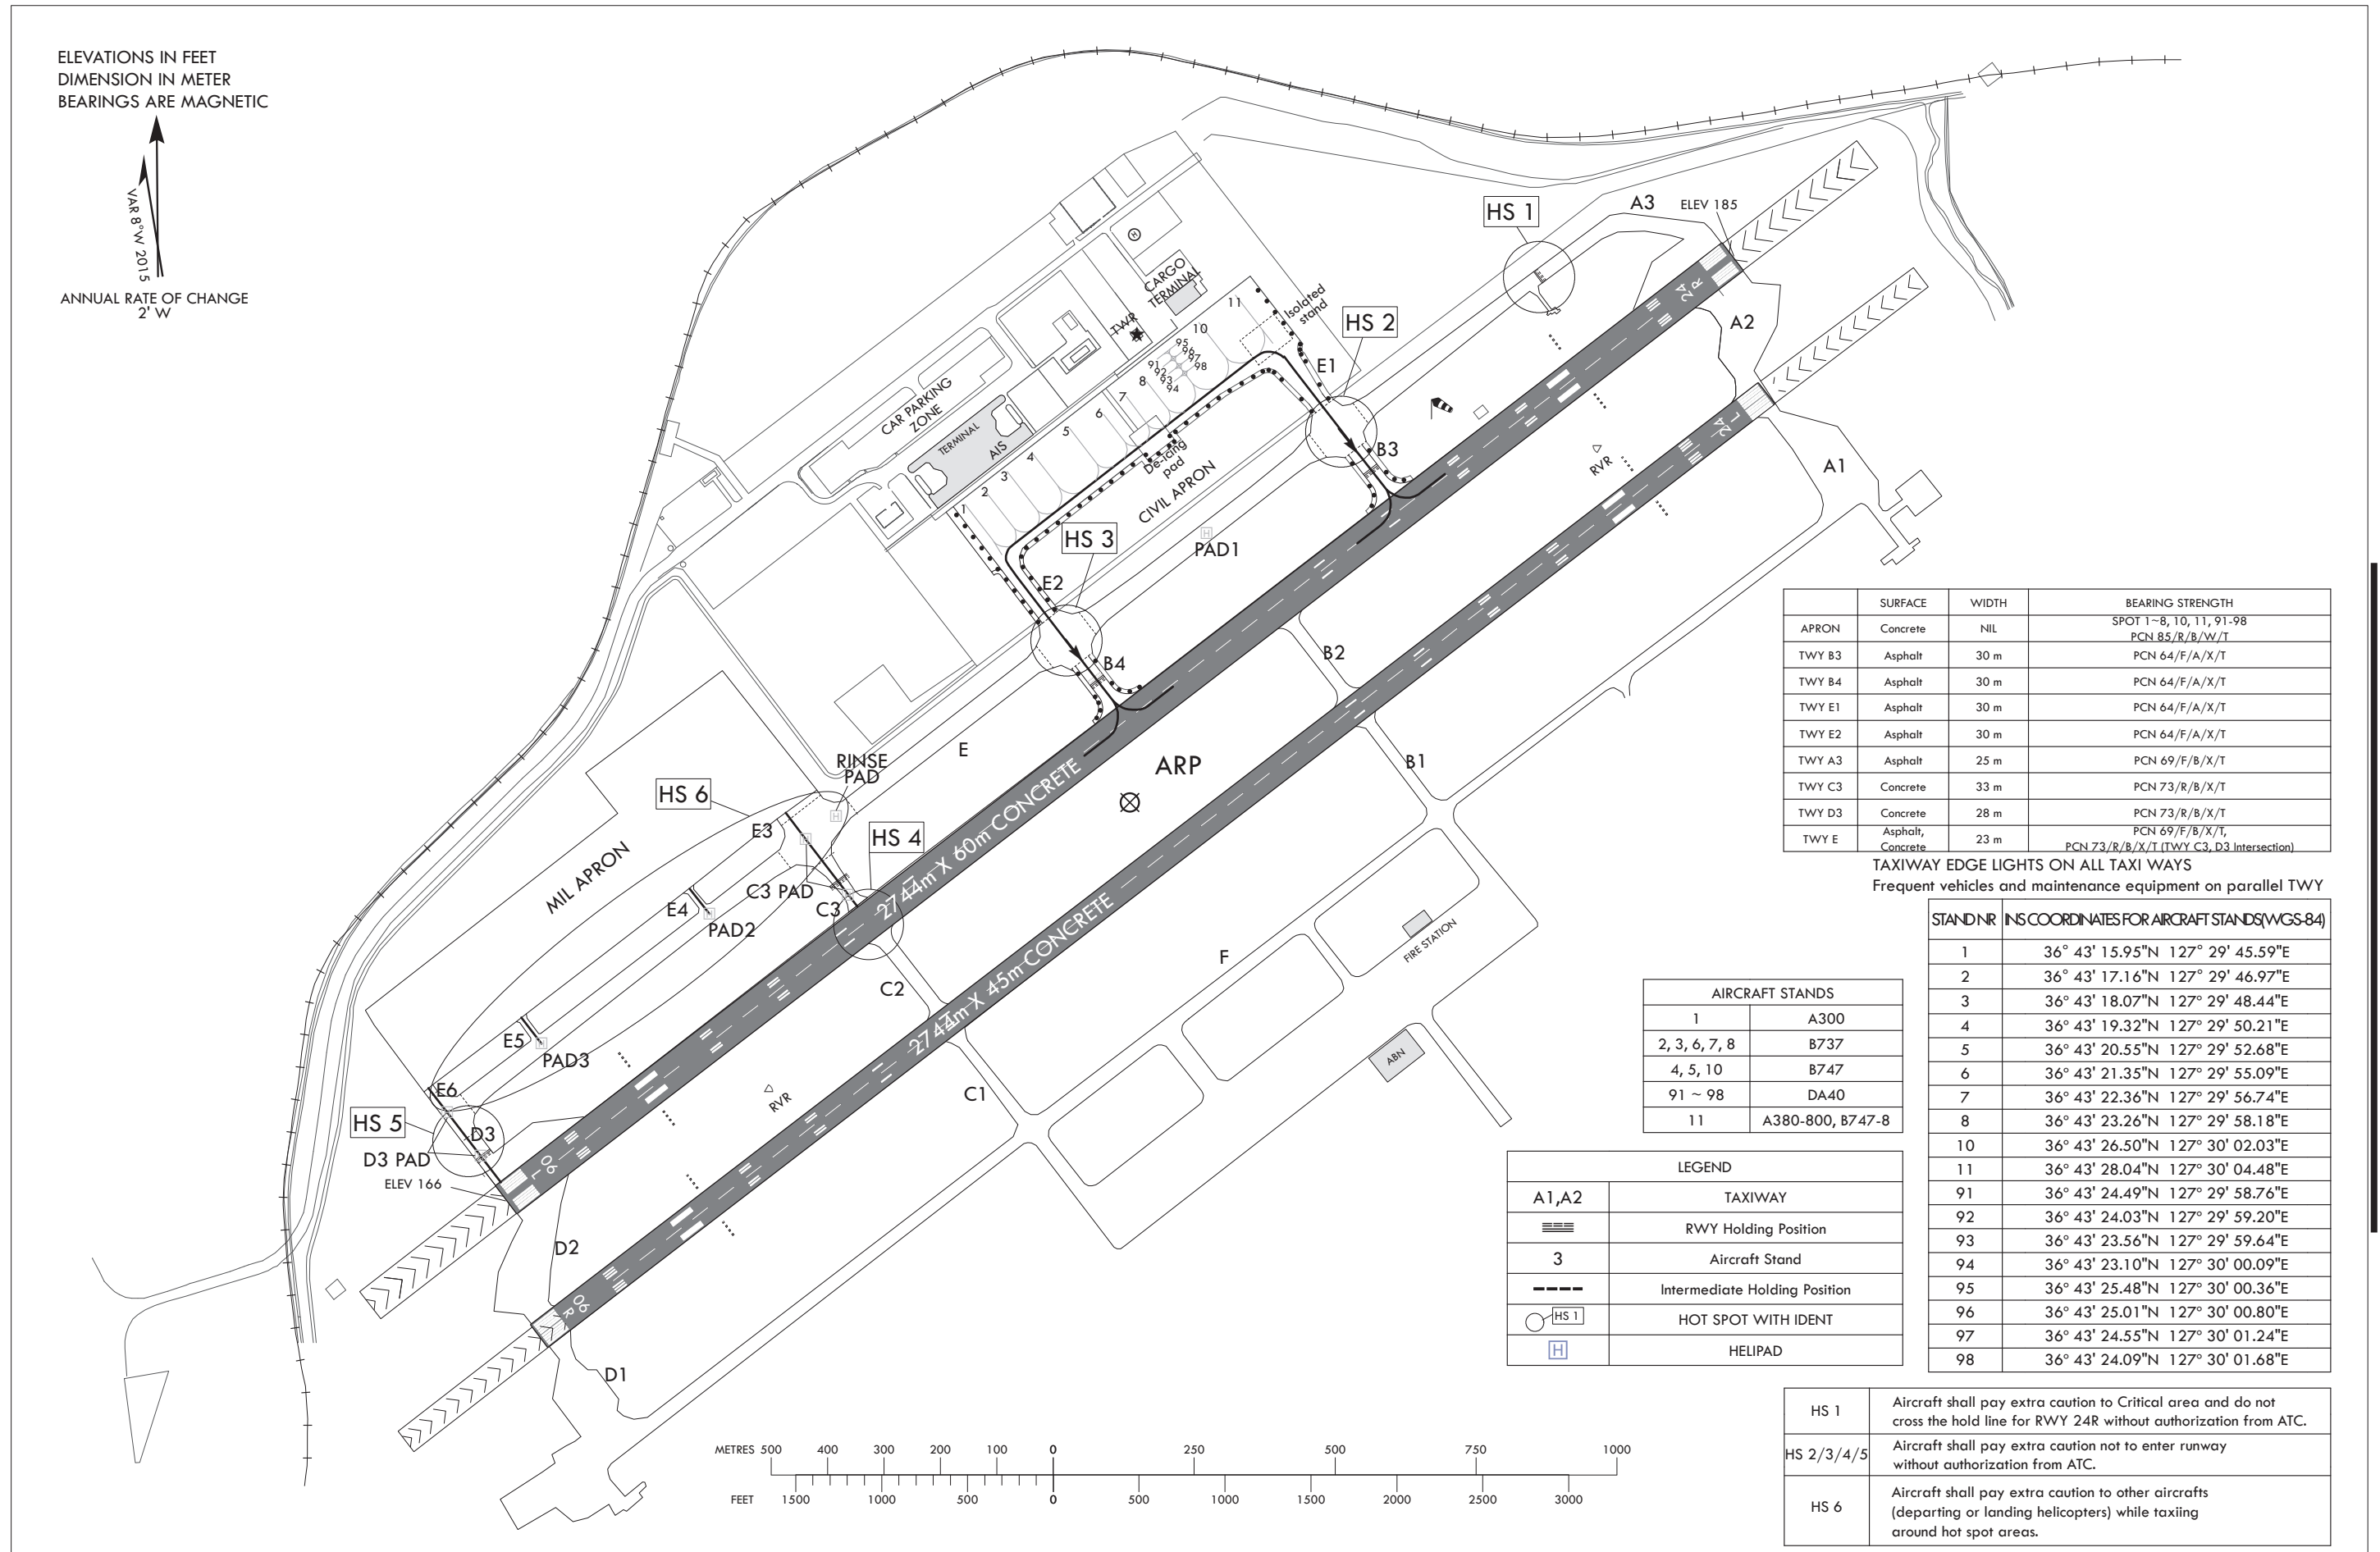 ELEVATIONS IN FEET
DIMENSION IN METER
BEARINGS ARE MAGNETIC
VAR 8°W 2015
ANNUAL RATE OF CHANGE
2' W
HS 1
A3
ELEV 185
24
R
A2
CARGO
TERMINAL
TWR
11
10
Isolated
stand
HS 2
E1
95
96
97
98
91
92
93
94
8
7
6
5
4
3
2
1
CAR PARKING
ZONE
TERMINAL
AIS
De-icing
pad
CIVIL APRON
B3
RVR
24
L
A1
HS 3
PAD1
E2
B4
B2
B1
E
ARP
RINSE
PAD
HS 6
E3
HS 4
MIL APRON
C3 PAD
C3
E4
PAD2
2744m X 60m CONCRETE
2744m X 45m CONCRETE
C2
F
FIRE STATION
E5
PAD3
RVR
C1
ABN
E6
HS 5
D3
D3 PAD
ELEV 166
06
L
D2
06
R
D1
SURFACE WIDTH BEARING STRENGTH
APRON Concrete NIL SPOT 1~8, 10, 11, 91-98
PCN 85/R/B/W/T
TWY B3 Asphalt 30 m PCN 64/F/A/X/T
TWY B4 Asphalt 30 m PCN 64/F/A/X/T
TWY E1 Asphalt 30 m PCN 64/F/A/X/T
TWY E2 Asphalt 30 m PCN 64/F/A/X/T
TWY A3 Asphalt 25 m PCN 69/F/B/X/T
TWY C3 Concrete 33 m PCN 73/R/B/X/T
TWY D3 Concrete 28 m PCN 73/R/B/X/T
TWY E Asphalt, Concrete 23 m PCN 69/F/B/X/T,
PCN 73/R/B/X/T (TWY C3, D3 Intersection)
TAXIWAY EDGE LIGHTS ON ALL TAXI WAYS
Frequent vehicles and maintenance equipment on parallel TWY
STAND NR INS COORDINATES FOR AIRCRAFT STANDS(WGS-84)
1 36° 43' 15.95"N 127° 29' 45.59"E
2 36° 43' 17.16"N 127° 29' 46.97"E
3 36° 43' 18.07"N 127° 29' 48.44"E
4 36° 43' 19.32"N 127° 29' 50.21"E
5 36° 43' 20.55"N 127° 29' 52.68"E
6 36° 43' 21.35"N 127° 29' 55.09"E
7 36° 43' 22.36"N 127° 29' 56.74"E
8 36° 43' 23.26"N 127° 29' 58.18"E
10 36° 43' 26.50"N 127° 30' 02.03"E
11 36° 43' 28.04"N 127° 30' 04.48"E
91 36° 43' 24.49"N 127° 29' 58.76"E
92 36° 43' 24.03"N 127° 29' 59.20"E
93 36° 43' 23.56"N 127° 29' 59.64"E
94 36° 43' 23.10"N 127° 30' 00.09"E
95 36° 43' 25.48"N 127° 30' 00.36"E
96 36° 43' 25.01"N 127° 30' 00.80"E
97 36° 43' 24.55"N 127° 30' 01.24"E
98 36° 43' 24.09"N 127° 30' 01.68"E
AIRCRAFT STANDS
1 A300
2, 3, 6, 7, 8 B737
4, 5, 10 B747
91 ~ 98 DA40
11 A380-800, B747-8
LEGEND
A1,A2 TAXIWAY
RWY Holding Position
3 Aircraft Stand
Intermediate Holding Position
HS 1 HOT SPOT WITH IDENT
H HELIPAD
HS 1 Aircraft shall pay extra caution to Critical area and do not
cross the hold line for RWY 24R without authorization from ATC.
HS 2/3/4/5 Aircraft shall pay extra caution not to enter runway
without authorization from ATC.
HS 6 Aircraft shall pay extra caution to other aircrafts
(departing or landing helicopters) while taxiing
around hot spot areas.
METRES 500 400 300 200 100 0 250 500 750 1000
FEET 1500 1000 500 0 500 1000 1500 2000 2500 3000